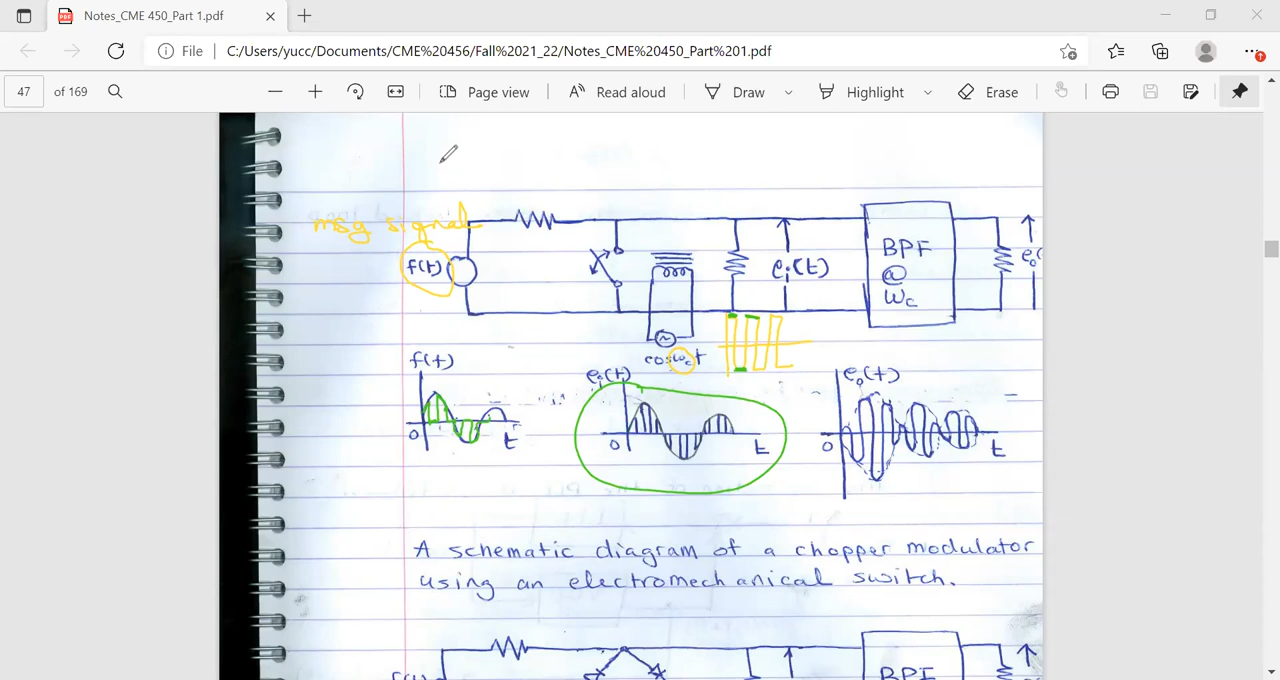 Notes_CME 450_Part 1.pdf
File C:/Users/yucc/Documents/CME%20456/Fall%2021_22/Notes_CME%20450_Part%201.pdf
47 of 169 Page view Read aloud Draw Highlight Erase
msg signal
f(t)
ei(t)
BPF
@
ωc
eo(
cosωct
f(t)
ei(t)
eo(t)
0 t
0 t
0 t
A schematic diagram of a chopper modulator
using an electromechanical switch.
BPF